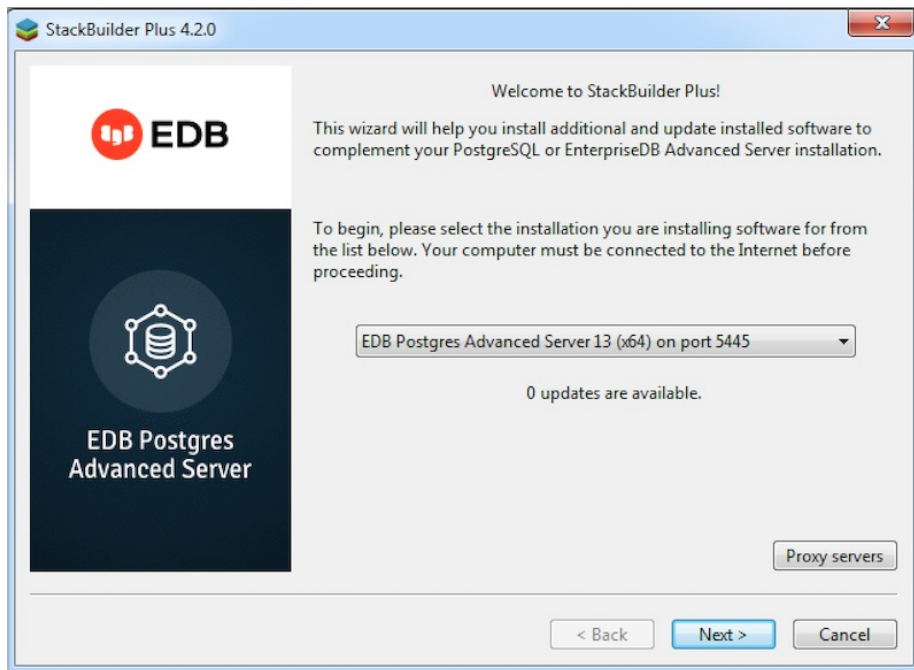 StackBuilder Plus 4.2.0
EDB
EDB Postgres
Advanced Server
Welcome to StackBuilder Plus!
This wizard will help you install additional and update installed software to
complement your PostgreSQL or EnterpriseDB Advanced Server installation.
To begin, please select the installation you are installing software for from
the list below. Your computer must be connected to the Internet before
proceeding.
EDB Postgres Advanced Server 13 (x64) on port 5445
0 updates are available.
Proxy servers
< Back Next > Cancel